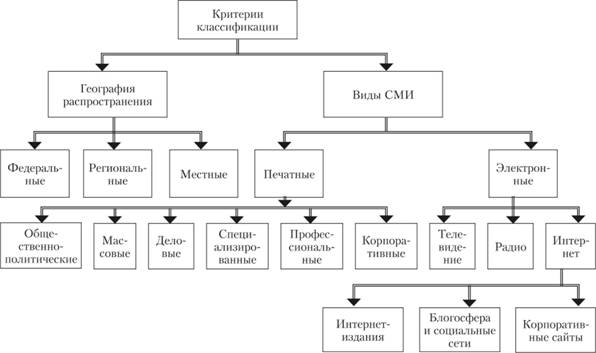 Критерии
классификации
География
распространения
Виды СМИ
Федераль-
ные
Региональ-
ные
Местные
Печатные
Электрон-
ные
Обще-
ственно-
политические
Мас-
совые
Дело-
вые
Специ-
ализиро-
ванные
Профес-
сиональ-
ные
Корпора-
тивные
Теле-
виде-
ние
Радио
Интер-
нет
Интернет-
издания
Блогосфера
и социальные
сети
Корпоратив-
ные сайты